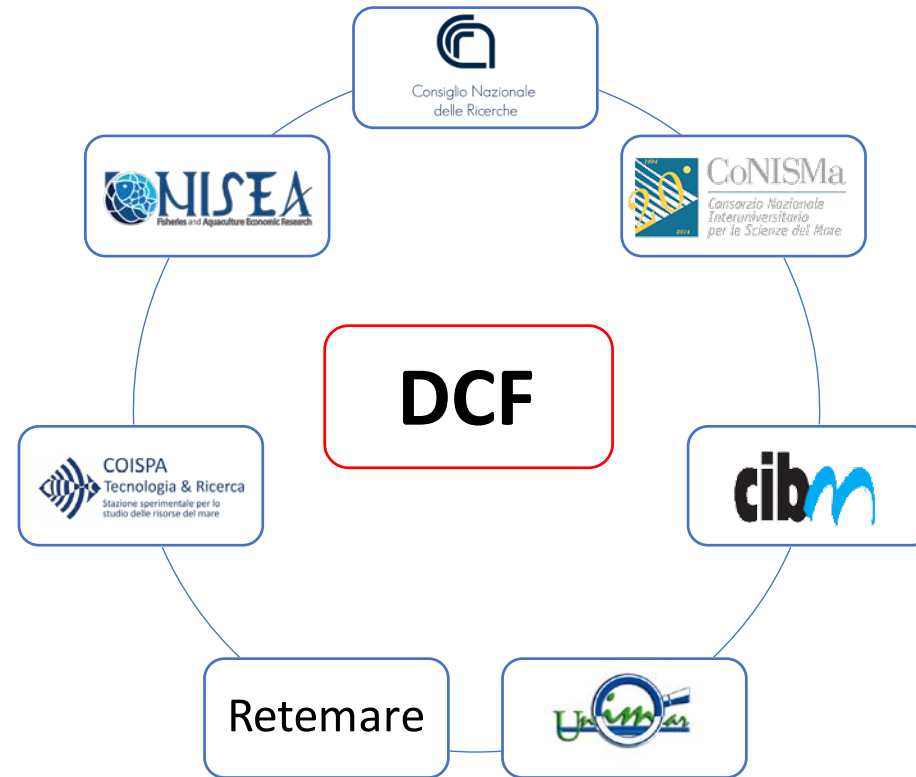 Consiglio Nazionale
delle Ricerche
NISEA
Fisheries and Aquaculture Economic Research
1994
20°
2014
CoNISMa
Consorzio Nazionale
Interuniversitario
per le Scienze del Mare
DCF
COISPA
Tecnologia & Ricerca
Stazione sperimentale per lo
studio delle risorse del mare
cibm
Retemare
Unimar